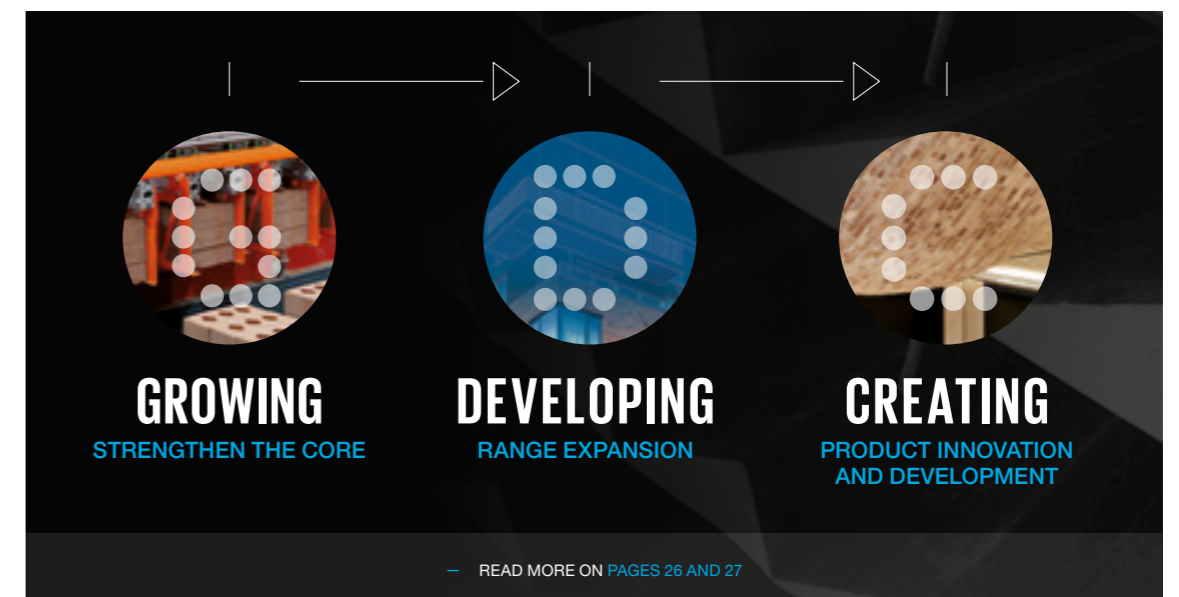 G
D
C
GROWING
STRENGTHEN THE CORE
DEVELOPING
RANGE EXPANSION
CREATING
PRODUCT INNOVATION
AND DEVELOPMENT
– READ MORE ON PAGES 26 AND 27